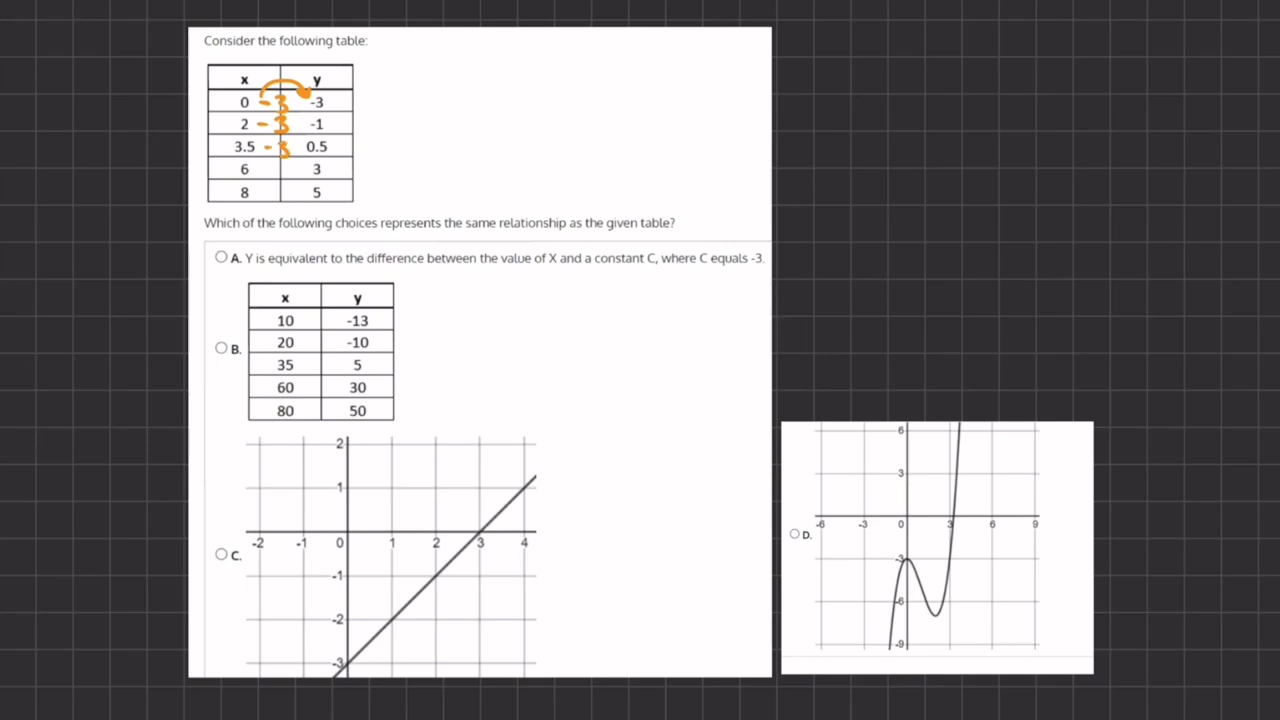 Consider the following table:
x y
0 -3 -3
2 -3 -1
3.5 -3 0.5
6 3
8 5
Which of the following choices represents the same relationship as the given table?
A. Y is equivalent to the difference between the value of X and a constant C, where C equals -3.
B.
x y
10 -13
20 -10
35 5
60 30
80 50
C.
2
1
-2 -1 0 1 2 3 4
-1
-2
-3
D.
6
3
-6 -3 0 3 6 9
-3
-6
-9